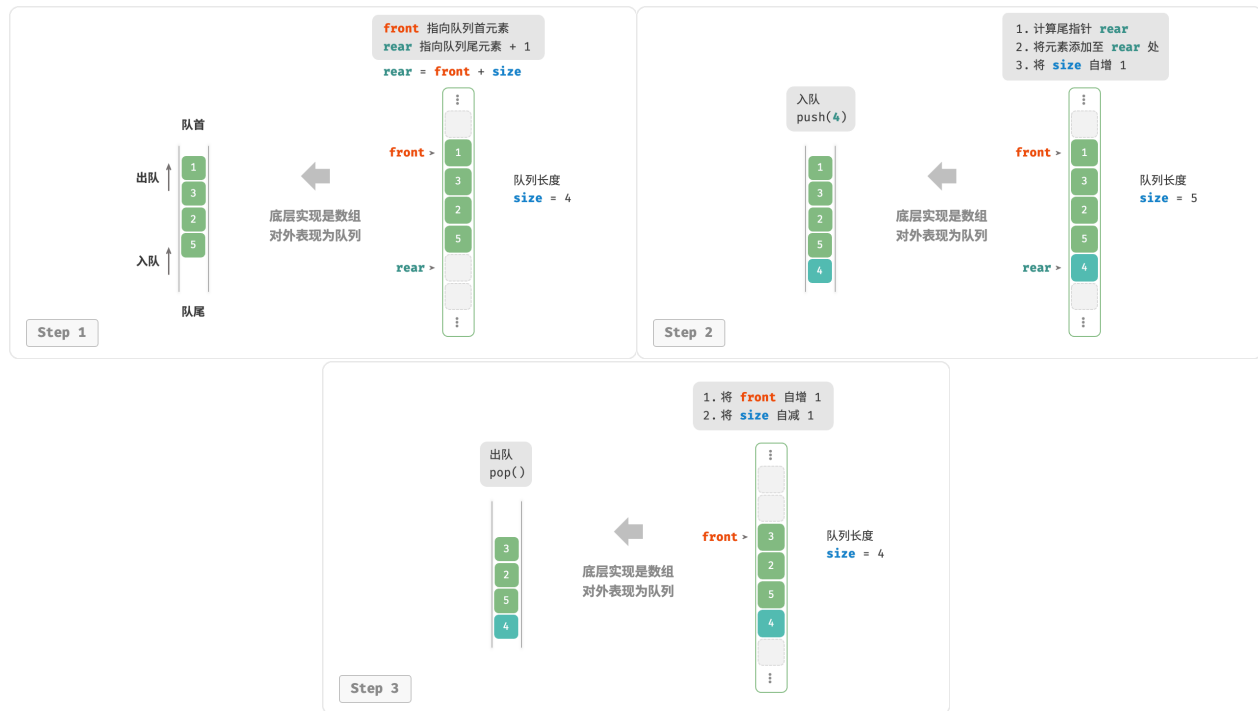 front 指向队列首元素
rear 指向队列尾元素 + 1
rear = front + size
队首
⋮
front ➤
1
1
出队
3
3
队列长度
size = 4
2
2
底层实现是数组
对外表现为队列
5
5
入队
rear ➤
队尾
⋮
Step 1
1. 计算尾指针 rear
2. 将元素添加至 rear 处
3. 将 size 自增 1
入队
push(4)
⋮
front ➤
1
1
3
3
队列长度
size = 5
2
2
底层实现是数组
对外表现为队列
5
5
4
rear ➤
4
⋮
Step 2
1. 将 front 自增 1
2. 将 size 自减 1
出队
pop()
⋮
front ➤
3
3
队列长度
size = 4
2
2
底层实现是数组
对外表现为队列
5
5
4
4
⋮
Step 3